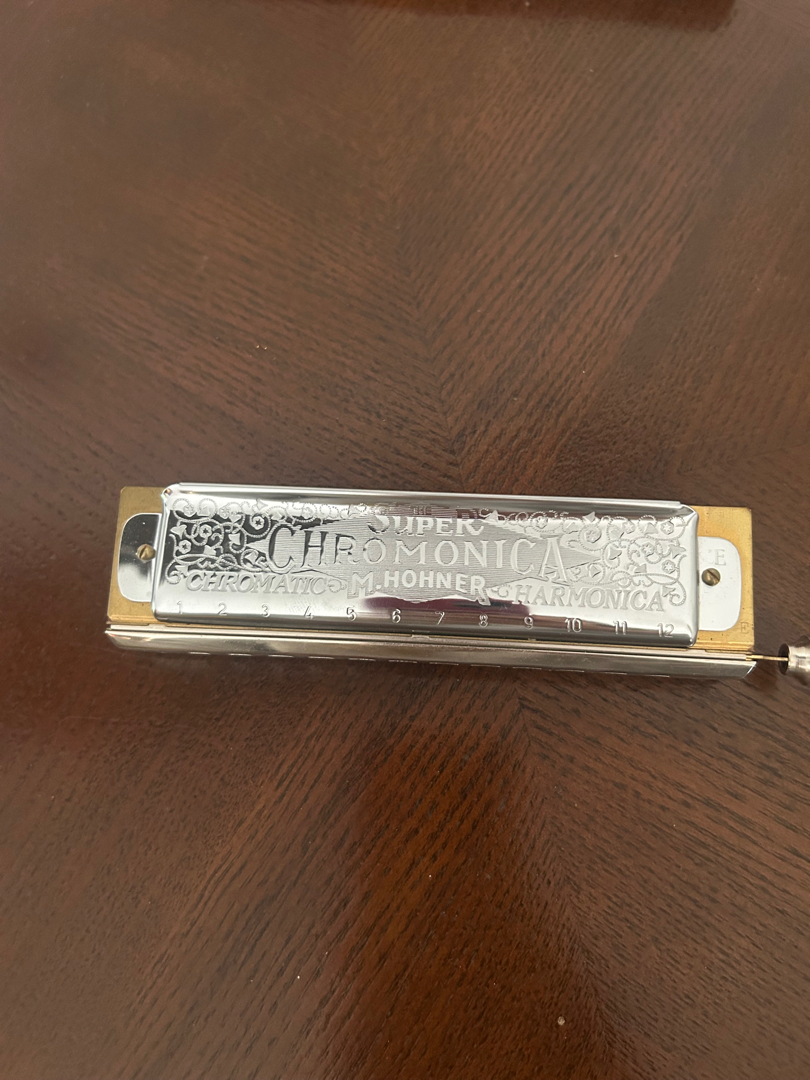 THE
SUPER
CHROMONICA
CHROMATIC M. HOHNER HARMONICA
1 2 3 4 5 6 7 8 9 10 11 12
E